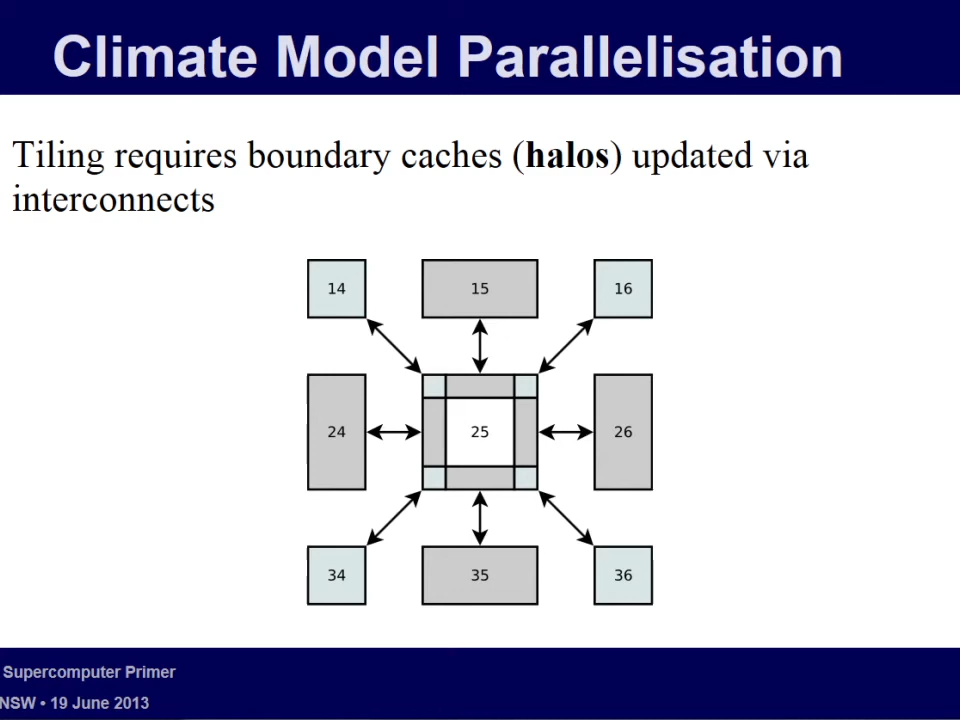 Climate Model Parallelisation
Tiling requires boundary caches (halos) updated via
interconnects
14 15 16
24 25 26
34 35 36
Supercomputer Primer
NSW • 19 June 2013